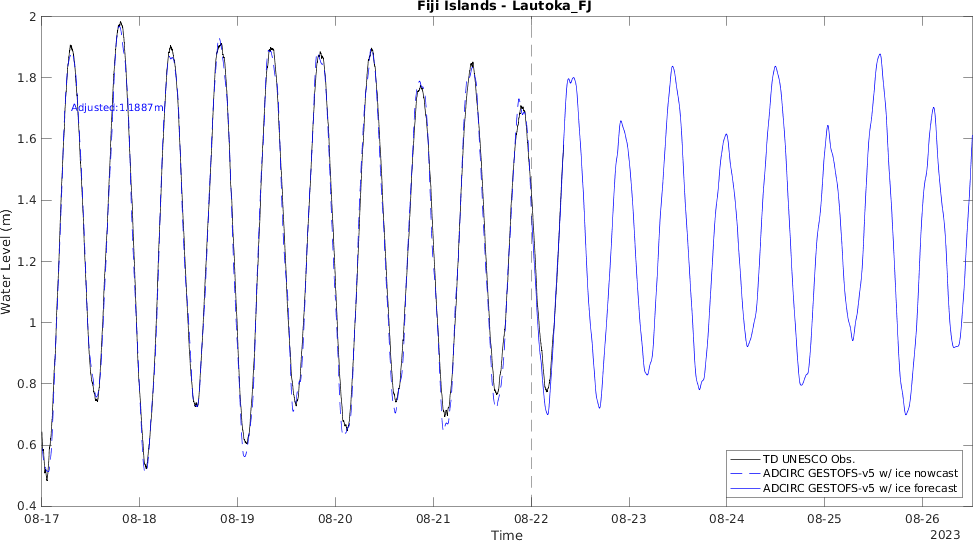 Fiji Islands - Lautoka_FJ
Water Level (m)
2
1.8
1.6
1.4
1.2
1
0.8
0.6
0.4
Adjusted:1.1887m
TD UNESCO Obs.
ADCIRC GESTOFS-v5 w/ ice nowcast
ADCIRC GESTOFS-v5 w/ ice forecast
08-17 08-18 08-19 08-20 08-21 08-22 08-23 08-24 08-25 08-26
Time
2023